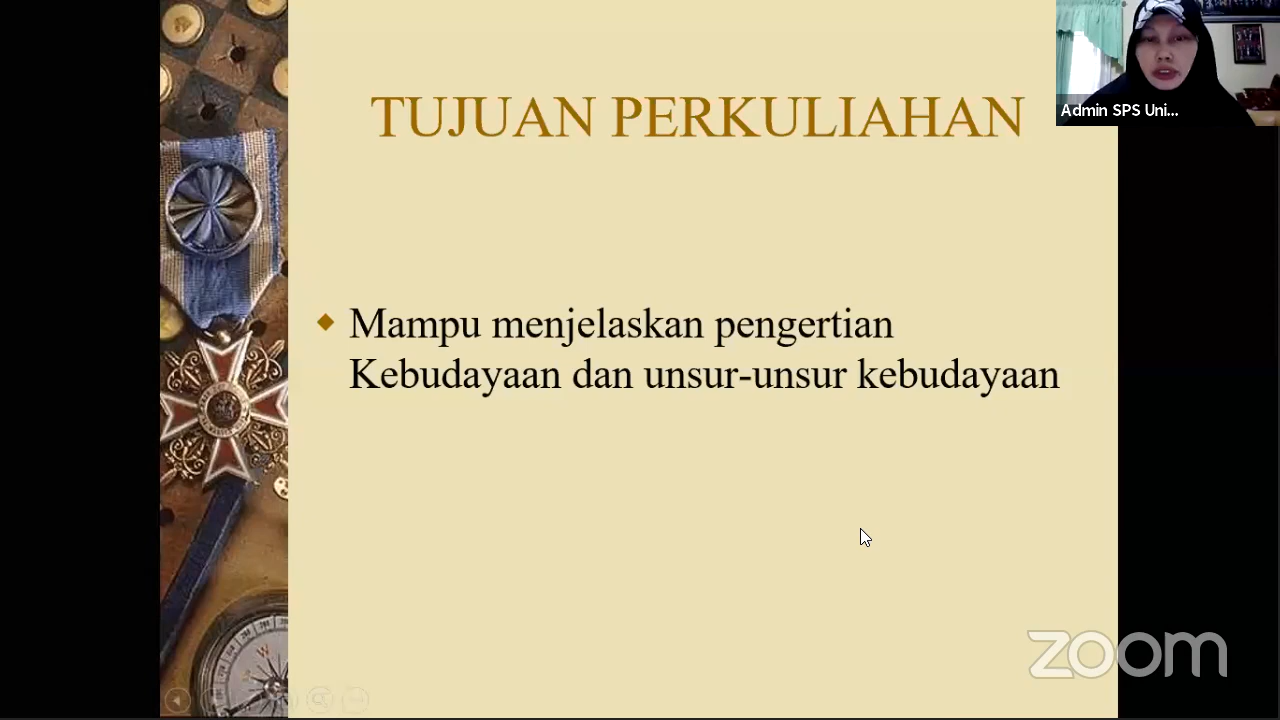 TUJUAN PERKULIAHAN
Admin SPS Uni...
Mampu menjelaskan pengertian
Kebudayaan dan unsur-unsur kebudayaan
zoom